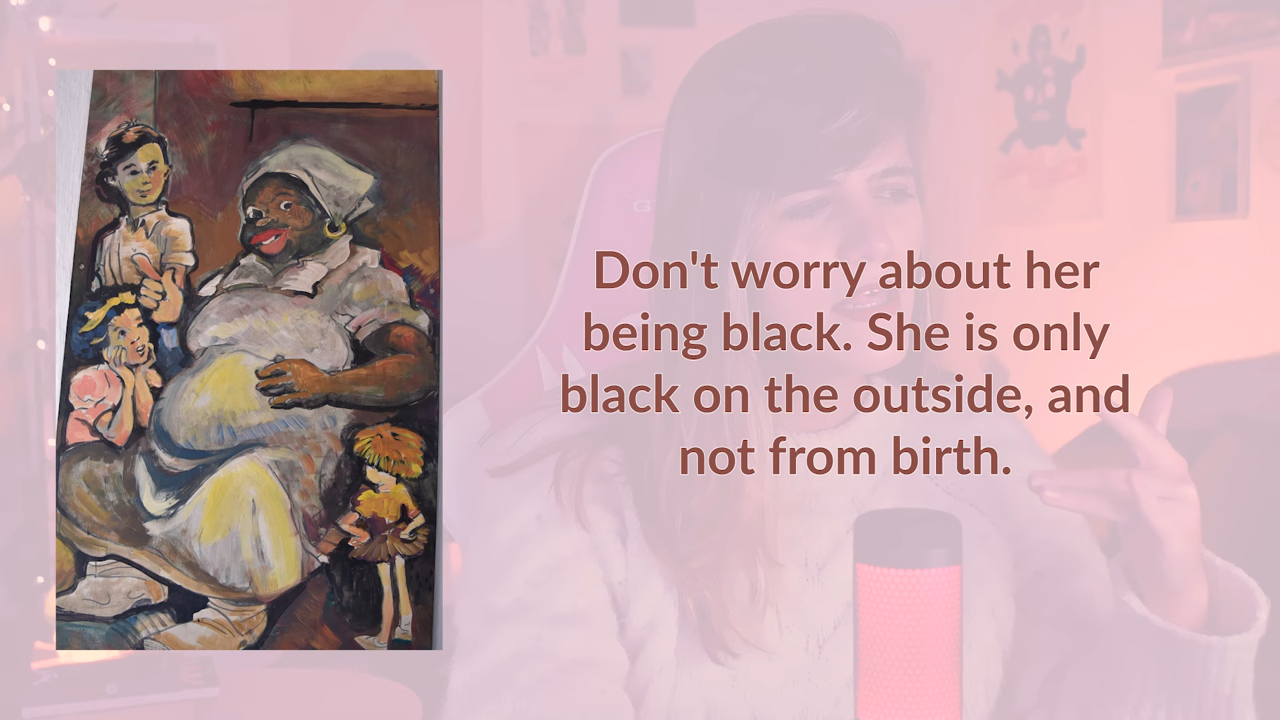 Don't worry about her
being black. She is only
black on the outside, and
not from birth.